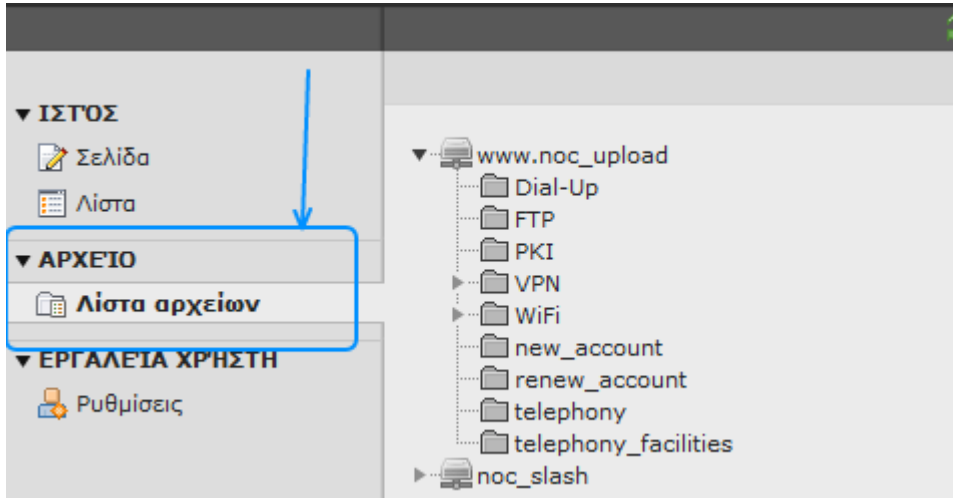 ΙΣΤΌΣ
Σελίδα
Λίστα
ΑΡΧΕΊΟ
Λίστα αρχείων
ΕΡΓΑΛΕΊΑ ΧΡΉΣΤΗ
Ρυθμίσεις
www.noc_upload
Dial-Up
FTP
PKI
VPN
WiFi
new_account
renew_account
telephony
telephony_facilities
noc_slash